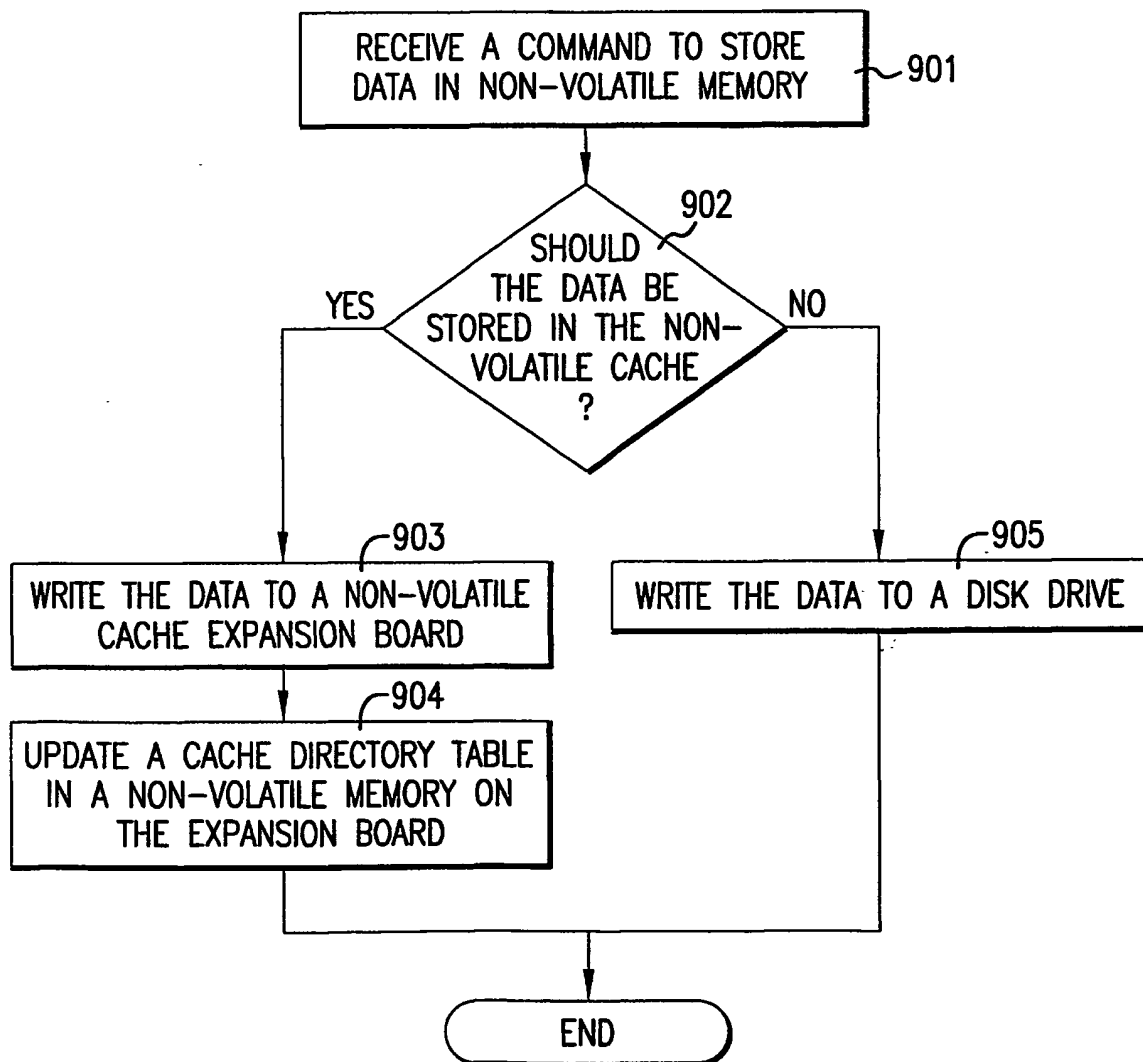 RECEIVE A COMMAND TO STORE
DATA IN NON-VOLATILE MEMORY
901
902
SHOULD
THE DATA BE
STORED IN THE NON-
VOLATILE CACHE
?
YES
NO
903
WRITE THE DATA TO A NON-VOLATILE
CACHE EXPANSION BOARD
905
WRITE THE DATA TO A DISK DRIVE
904
UPDATE A CACHE DIRECTORY TABLE
IN A NON-VOLATILE MEMORY ON
THE EXPANSION BOARD
END